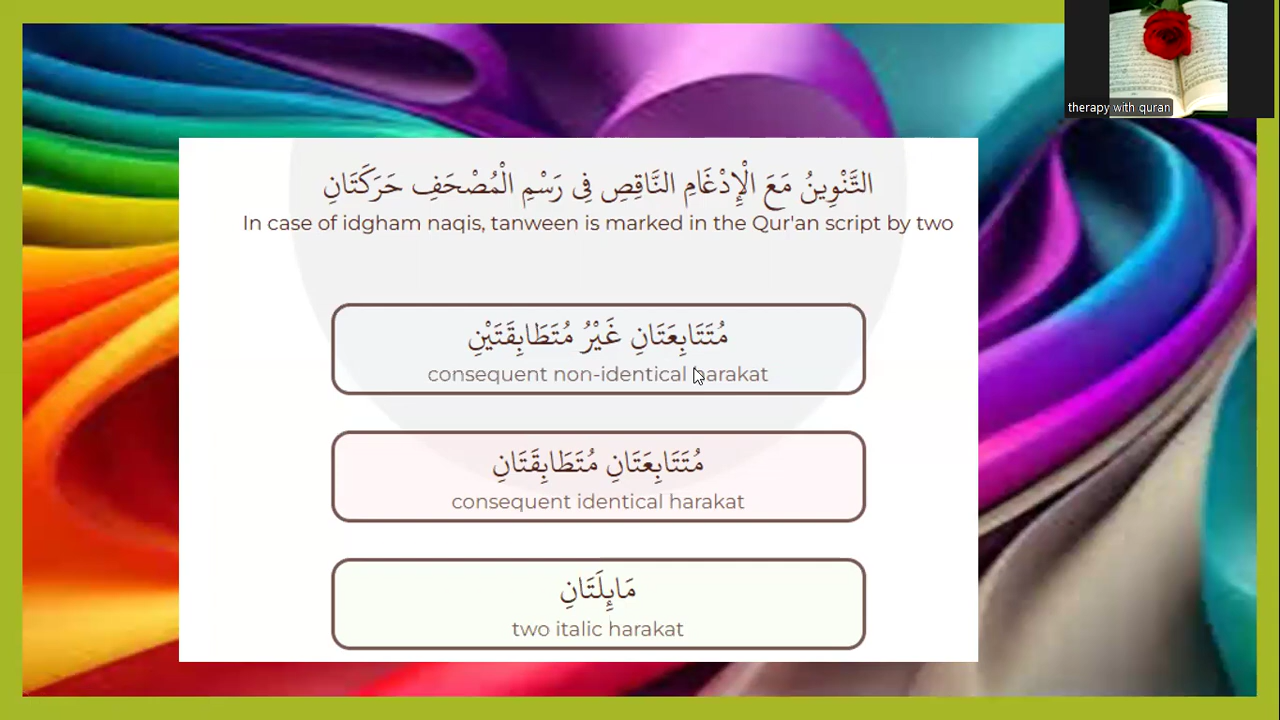 therapy with quran
التَّنْوِينُ مَعَ الْإِدْغَامِ النَّاقِصِ فِى رَسْمِ الْمُصْحَفِ حَرَكَتَانِ
In case of idgham naqis, tanween is marked in the Qur'an script by two
مُتَتَابِعَتَانِ غَيْرُ مُتَطَابِقَتَيْنِ
consequent non-identical harakat
مُتَتَابِعَتَانِ مُتَطَابِقَتَانِ
consequent identical harakat
مَائِلَتَانِ
two italic harakat